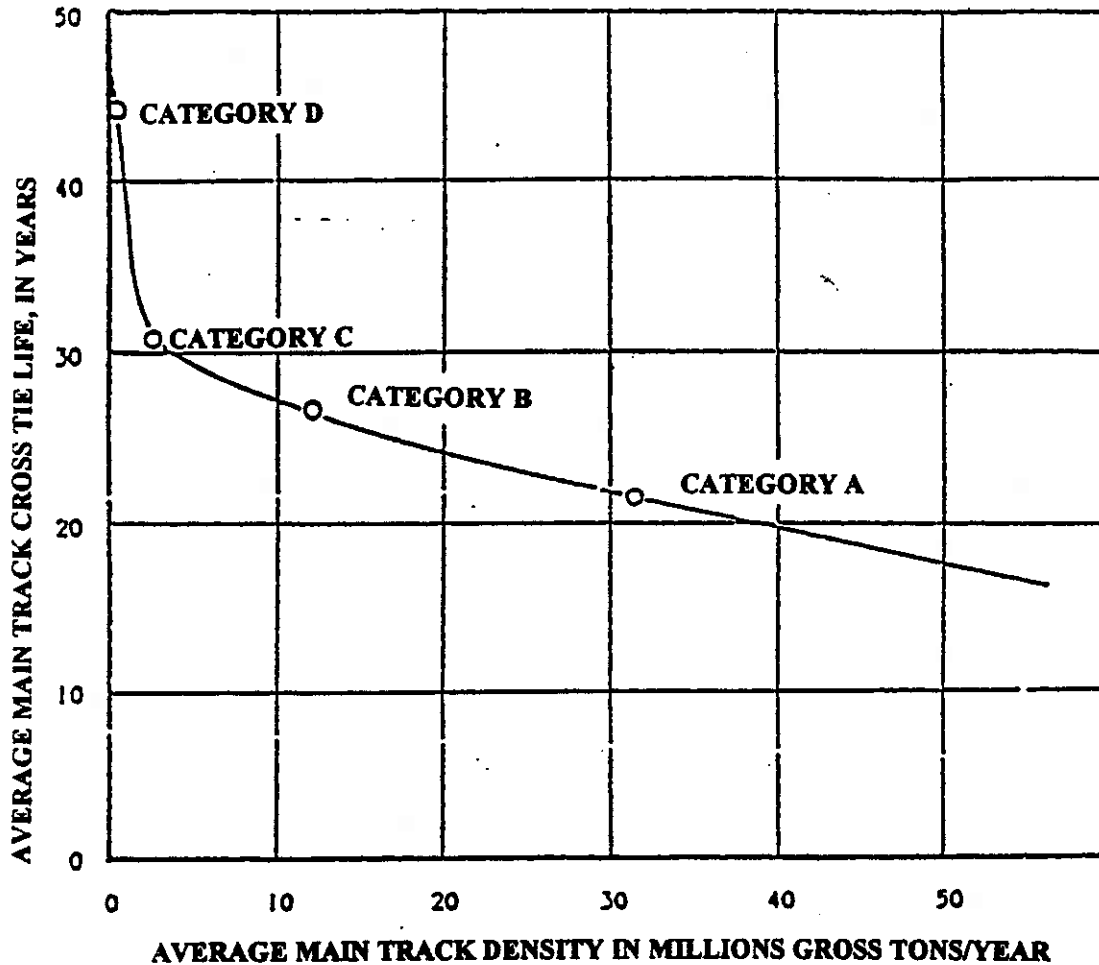 50
CATEGORY D
40
CATEGORY C
30
CATEGORY B
CATEGORY A
20
10
0
0 10 20 30 40 50
AVERAGE MAIN TRACK CROSS TIE LIFE, IN YEARS
AVERAGE MAIN TRACK DENSITY IN MILLIONS GROSS TONS/YEAR